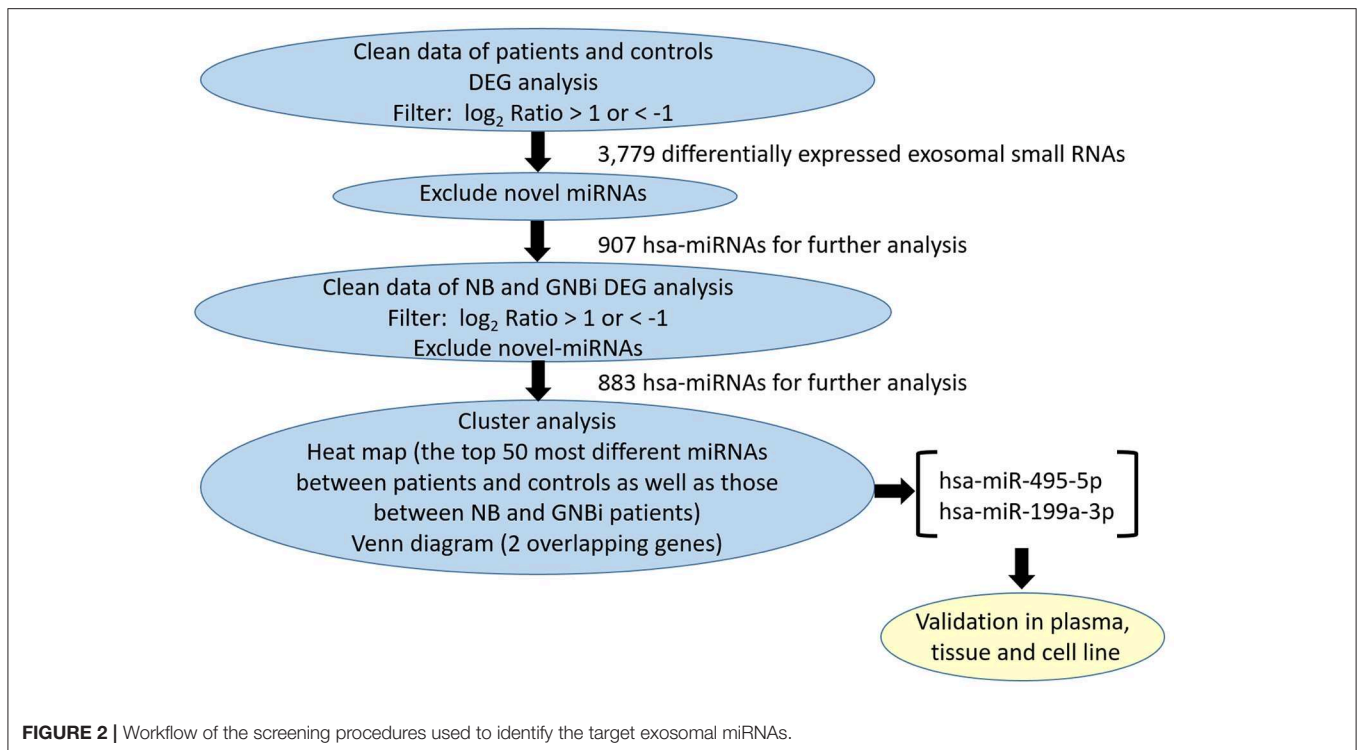 Clean data of patients and controls
DEG analysis
Filter: log₂ Ratio > 1 or < -1
3,779 differentially expressed exosomal small RNAs
Exclude novel miRNAs
907 hsa-miRNAs for further analysis
Clean data of NB and GNBi DEG analysis
Filter: log₂ Ratio > 1 or < -1
Exclude novel-miRNAs
883 hsa-miRNAs for further analysis
Cluster analysis
Heat map (the top 50 most different miRNAs
between patients and controls as well as those
between NB and GNBi patients)
Venn diagram (2 overlapping genes)
hsa-miR-495-5p
hsa-miR-199a-3p
Validation in plasma,
tissue and cell line
FIGURE 2 | Workflow of the screening procedures used to identify the target exosomal miRNAs.